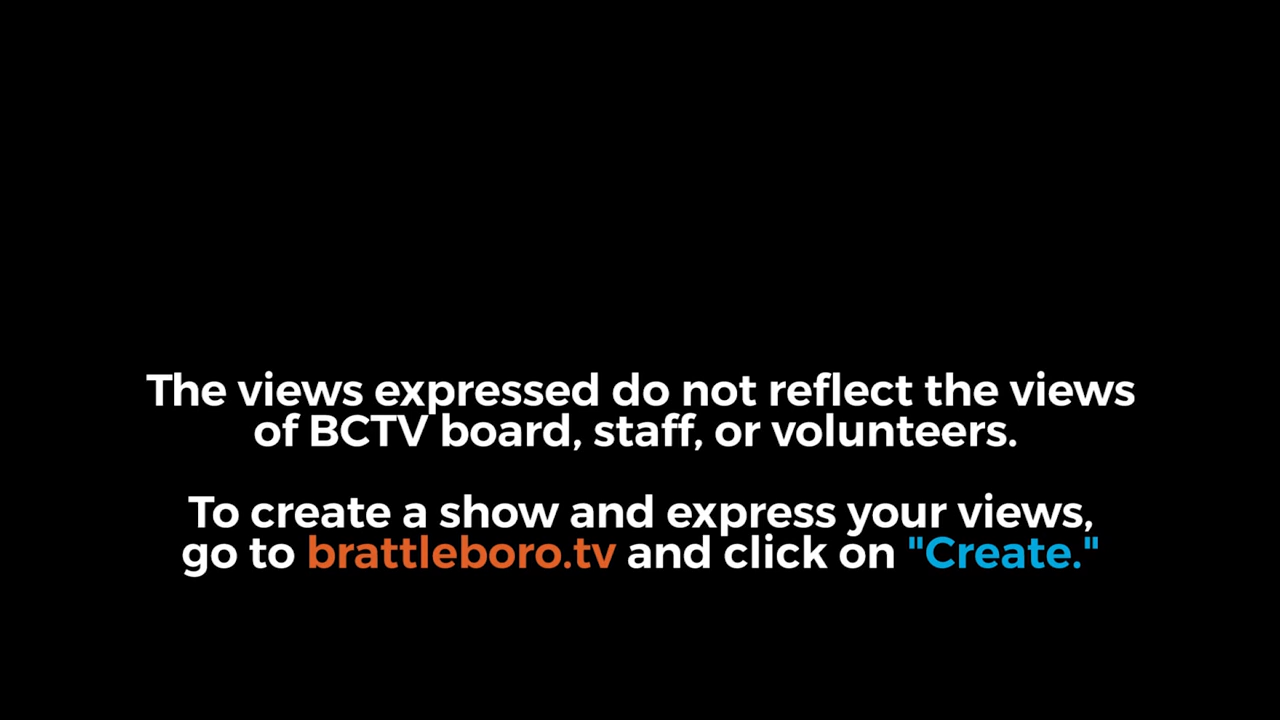 The views expressed do not reflect the views
of BCTV board, staff, or volunteers.
To create a show and express your views,
go to brattleboro.tv and click on "Create."